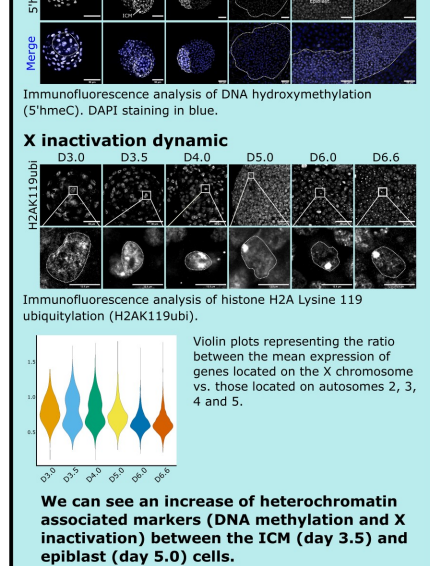 5'h
ICM
Epiblast
Merge
Immunofluorescence analysis of DNA hydroxymethylation
(5'hmeC). DAPI staining in blue.
X inactivation dynamic
D3.0 D3.5 D4.0 D5.0 D6.0 D6.6
H2AK119ubi
Immunofluorescence analysis of histone H2A Lysine 119
ubiquitylation (H2AK119ubi).
Violin plots representing the ratio
between the mean expression of
genes located on the X chromosome
vs. those located on autosomes 2, 3,
4 and 5.
1.5
1.0
0.5
D3.0 D3.5 D4.0 D5.0 D6.0 D6.6
We can see an increase of heterochromatin
associated markers (DNA methylation and X
inactivation) between the ICM (day 3.5) and
epiblast (day 5.0) cells.